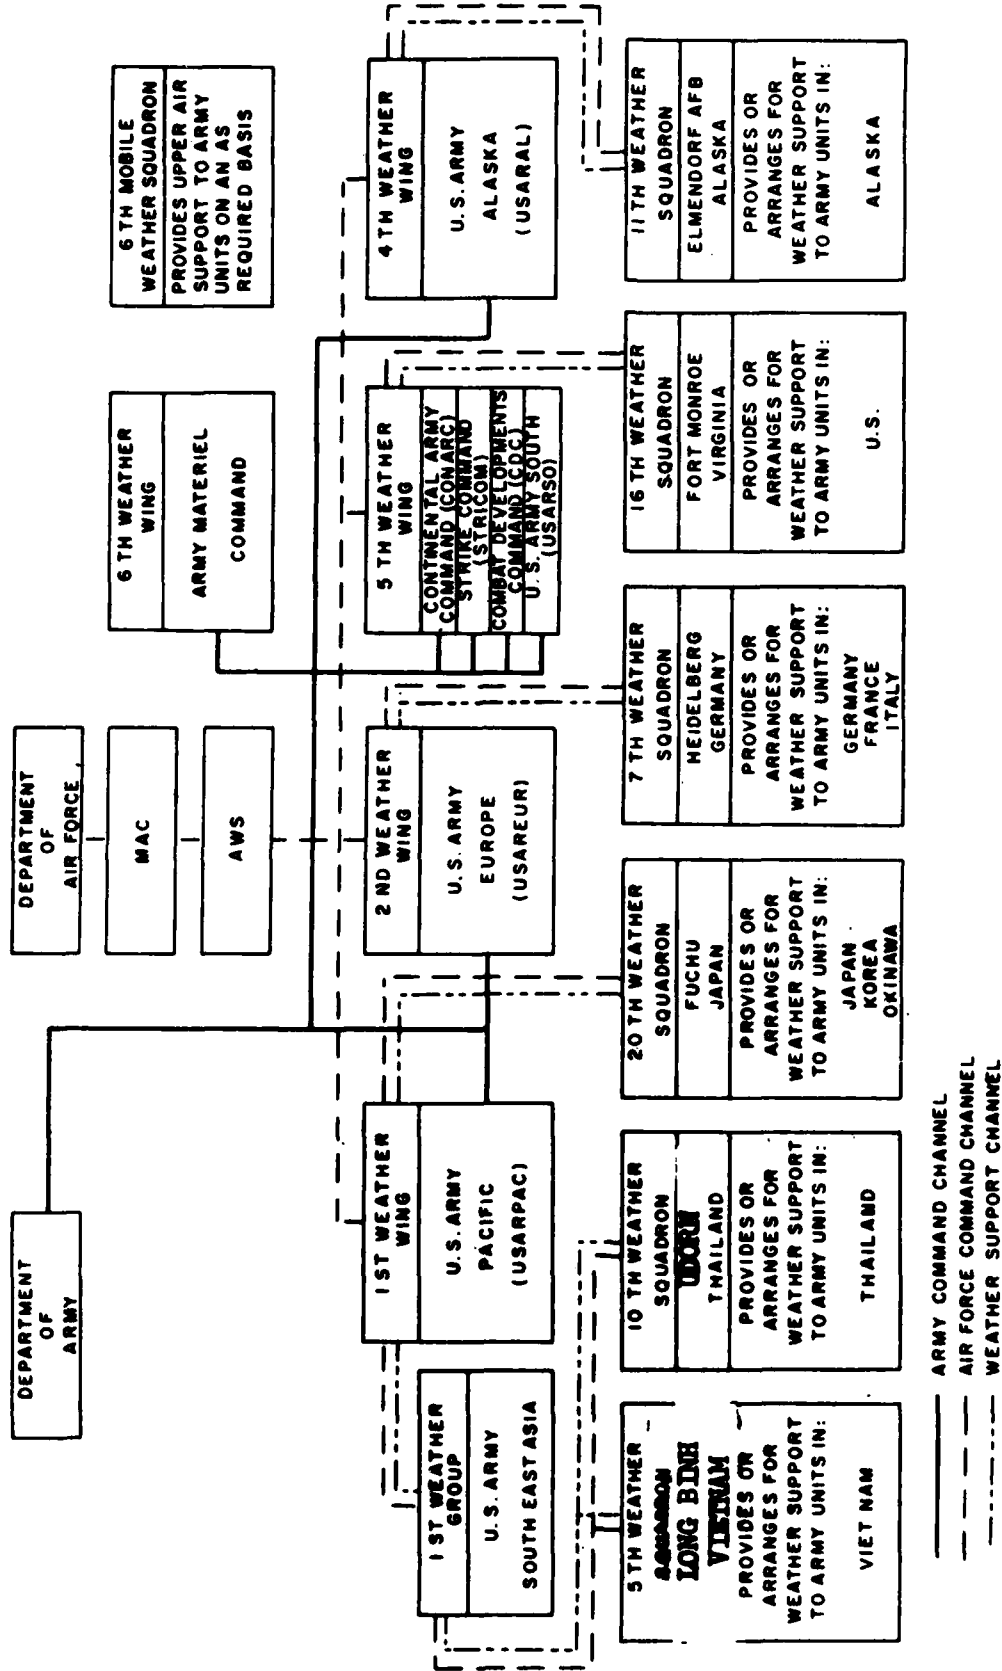 DEPARTMENT
OF
ARMY
DEPARTMENT
OF
AIR FORCE
MAC
AWS
6TH WEATHER
WING
ARMY MATERIEL
COMMAND
6TH MOBILE
WEATHER SQUADRON
PROVIDES UPPER AIR
SUPPORT TO ARMY
UNITS ON AN AS
REQUIRED BASIS
1ST WEATHER
GROUP
U.S. ARMY
SOUTH EAST ASIA
1ST WEATHER
WING
U.S. ARMY
PACIFIC
(USARPAC)
2ND WEATHER
WING
U.S. ARMY
EUROPE
(USAREUR)
5TH WEATHER
WING
CONTINENTAL ARMY
COMMAND (CONARC)
STRIKE COMMAND
(STRICOM)
COMBAT DEVELOPMENTS
COMMAND (CDC)
U.S. ARMY SOUTH
(USARSO)
4TH WEATHER
WING
U.S. ARMY
ALASKA
(USARAL)
5TH WEATHER
SQUADRON
LONG BINH
VIETNAM
PROVIDES OR
ARRANGES FOR
WEATHER SUPPORT
TO ARMY UNITS IN:
VIET NAM
10TH WEATHER
SQUADRON
UDORN
THAILAND
PROVIDES OR
ARRANGES FOR
WEATHER SUPPORT
TO ARMY UNITS IN:
THAILAND
20TH WEATHER
SQUADRON
FUCHU
JAPAN
PROVIDES OR
ARRANGES FOR
WEATHER SUPPORT
TO ARMY UNITS IN:
JAPAN
KOREA
OKINAWA
7TH WEATHER
SQUADRON
HEIDELBERG
GERMANY
PROVIDES OR
ARRANGES FOR
WEATHER SUPPORT
TO ARMY UNITS IN:
GERMANY
FRANCE
ITALY
16TH WEATHER
SQUADRON
FORT MONROE
VIRGINIA
PROVIDES OR
ARRANGES FOR
WEATHER SUPPORT
TO ARMY UNITS IN:
U.S.
11TH WEATHER
SQUADRON
ELMENDORF AFB
ALASKA
PROVIDES OR
ARRANGES FOR
WEATHER SUPPORT
TO ARMY UNITS IN:
ALASKA
ARMY COMMAND CHANNEL
AIR FORCE COMMAND CHANNEL
WEATHER SUPPORT CHANNEL